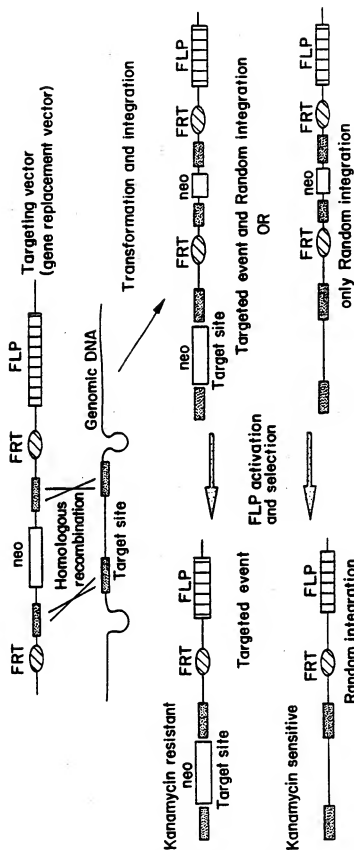 FRT neo FRT FLP
Targeting vector
(gene replacement vector)
Homologous
recombination
Target site
Genomic DNA
Transformation and integration
Kanamycin resistant
neo FRT FLP
Target site
Targeted event
FLP activation
and selection
neo FRT neo FRT FLP
Target site
Targeted event and Random integration
OR
Kanamycin sensitive
FRT FLP
Random integration
FRT neo FRT FLP
only Random integration